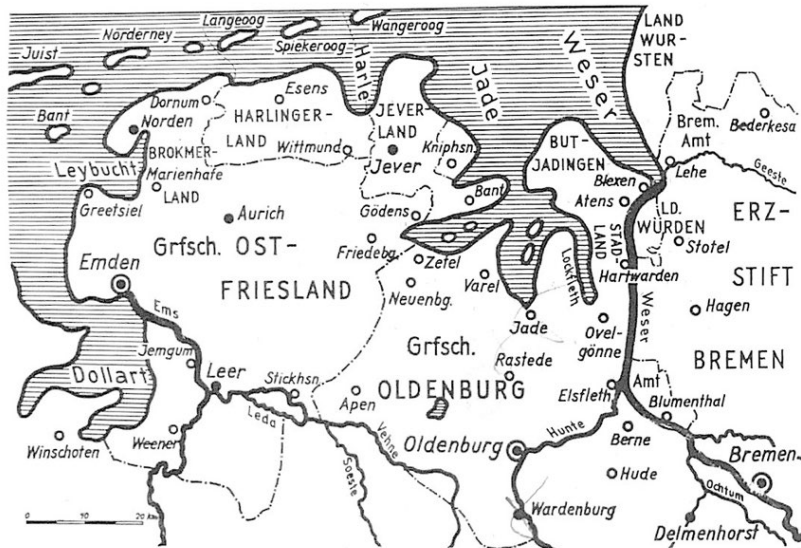 Juist
Norderney
Langeoog
Spiekeroog
Wangeroog
Harle
Jade
Weser
LAND
WUR-
STEN
Bant
Dornum
Norden
Esens
HARLINGER-
LAND
Wittmund
JEVER-
LAND
Jever
Kniphsn.
BUT-
JADINGEN
Blexen
Atens
Brem.
Amt
Bederkesa
Lehe
Geeste
Leybucht
BROKMER-
Marienhafe
LAND
Greetsiel
Aurich
Bant
Gödens
Friedebg.
Zetel
Neuenbg.
Varel
Lockfleth
STAD-
LAND
Hartwarden
LD.
WÜRDEN
Stotel
ERZ-
STIFT
BREMEN
Hagen
Grfsch. OST-
FRIESLAND
Emden
Ems
Jemgum
Dollart
Leer
Stickhsn.
Leda
Winschoten
Weener
Jade
Ovel-
gönne
Weser
Grfsch.
OLDENBURG
Rastede
Apen
Elsfleth
Amt
Blumenthal
Vehne
Soeste
Oldenburg
Hunte
Berne
Hude
Bremen
Ochtum
Wardenburg
Delmenhorst
0 10 20 km